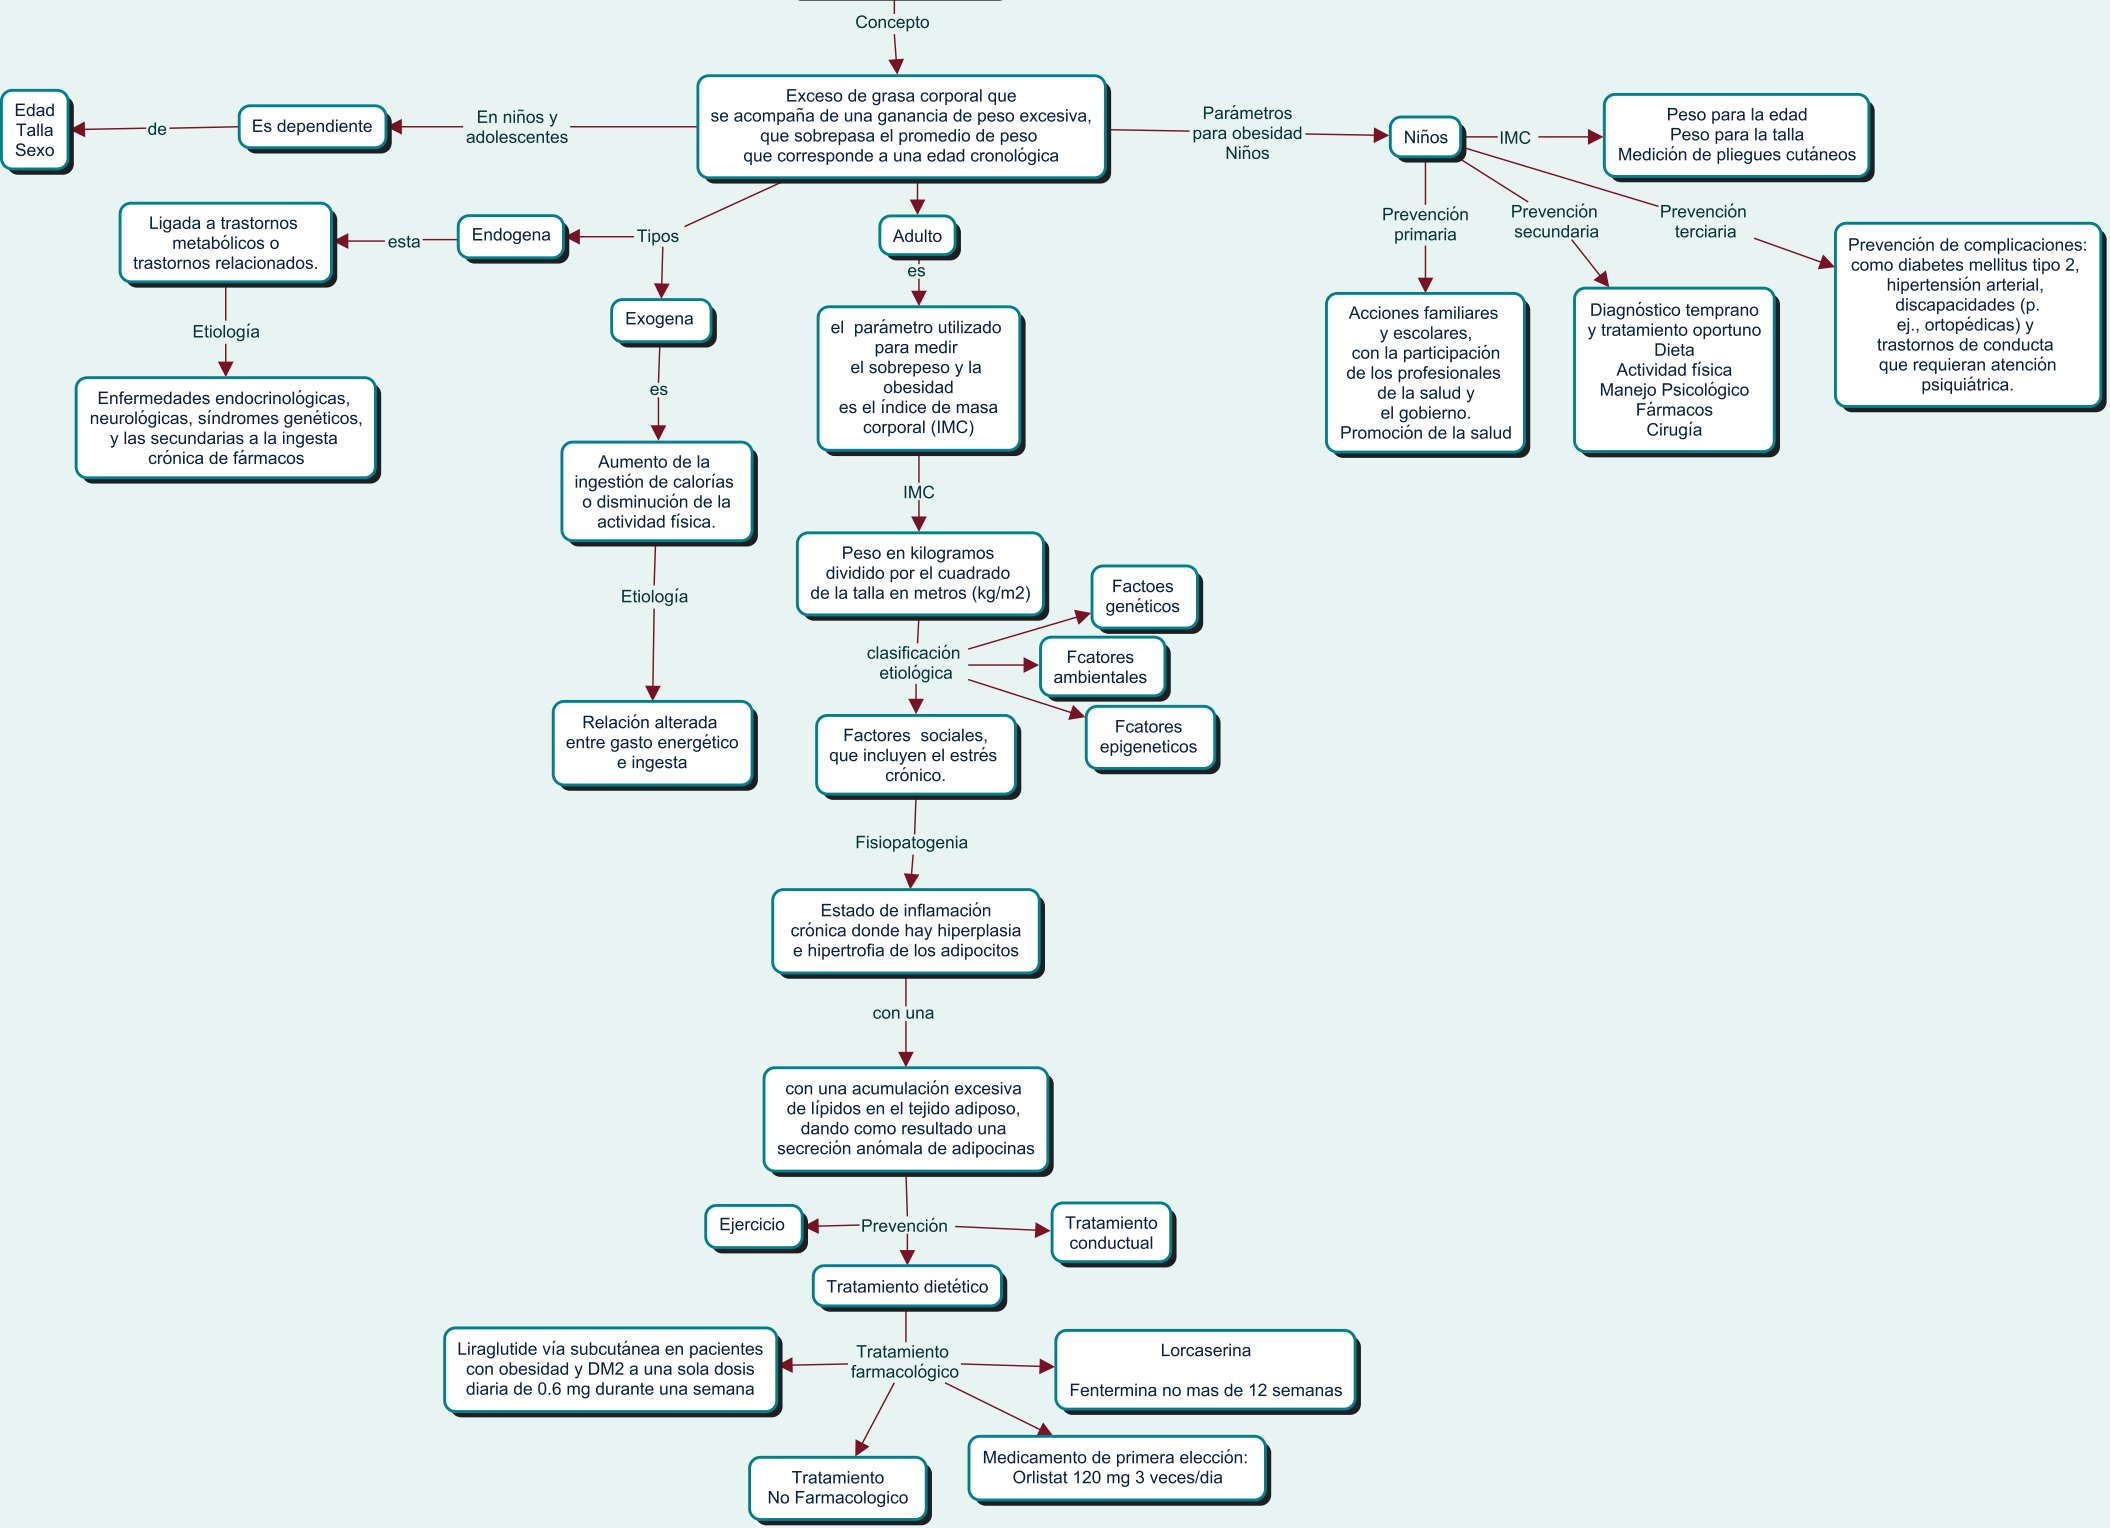 Concepto
Exceso de grasa corporal que
se acompaña de una ganancia de peso excesiva,
que sobrepasa el promedio de peso
que corresponde a una edad cronológica
En niños y
adolescentes
Es dependiente
de
Edad
Talla
Sexo
Parámetros
para obesidad
Niños
Niños
IMC
Peso para la edad
Peso para la talla
Medición de pliegues cutáneos
Prevención
primaria
Prevención
secundaria
Prevención
terciaria
Acciones familiares
y escolares,
con la participación
de los profesionales
de la salud y
el gobierno.
Promoción de la salud
Diagnóstico temprano
y tratamiento oportuno
Dieta
Actividad física
Manejo Psicológico
Fármacos
Cirugía
Prevención de complicaciones:
como diabetes mellitus tipo 2,
hipertensión arterial,
discapacidades (p.
ej., ortopédicas) y
trastornos de conducta
que requieran atención
psiquiátrica.
Tipos
Endogena
esta
Ligada a trastornos
metabólicos o
trastornos relacionados.
Etiología
Enfermedades endocrinológicas,
neurológicas, síndromes genéticos,
y las secundarias a la ingesta
crónica de fármacos
Exogena
es
Aumento de la
ingestión de calorías
o disminución de la
actividad física.
Etiología
Relación alterada
entre gasto energético
e ingesta
Adulto
es
el  parámetro utilizado
para medir
el sobrepeso y la
obesidad
es el índice de masa
corporal (IMC)
IMC
Peso en kilogramos
dividido por el cuadrado
de la talla en metros (kg/m2)
clasificación
etiológica
Factoes
genéticos
Fcatores
ambientales
Fcatores
epigeneticos
Factores  sociales,
que incluyen el estrés
crónico.
Fisiopatogenia
Estado de inflamación
crónica donde hay hiperplasia
e hipertrofia de los adipocitos
con una
con una acumulación excesiva
de lípidos en el tejido adiposo,
dando como resultado una
secreción anómala de adipocinas
Prevención
Ejercicio
Tratamiento
conductual
Tratamiento dietético
Tratamiento
farmacológico
Liraglutide vía subcutánea en pacientes
con obesidad y DM2 a una sola dosis
diaria de 0.6 mg durante una semana
Lorcaserina
Fentermina no mas de 12 semanas
Tratamiento
No Farmacologico
Medicamento de primera elección:
Orlistat 120 mg 3 veces/dia